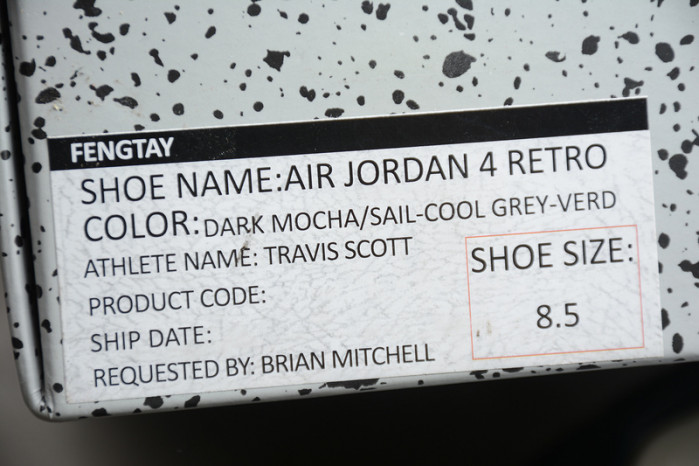 FENGTAY
SHOE NAME:AIR JORDAN 4 RETRO
COLOR:DARK MOCHA/SAIL-COOL GREY-VERD
ATHLETE NAME: TRAVIS SCOTT
PRODUCT CODE:
SHIP DATE:
REQUESTED BY: BRIAN MITCHELL
SHOE SIZE:
8.5